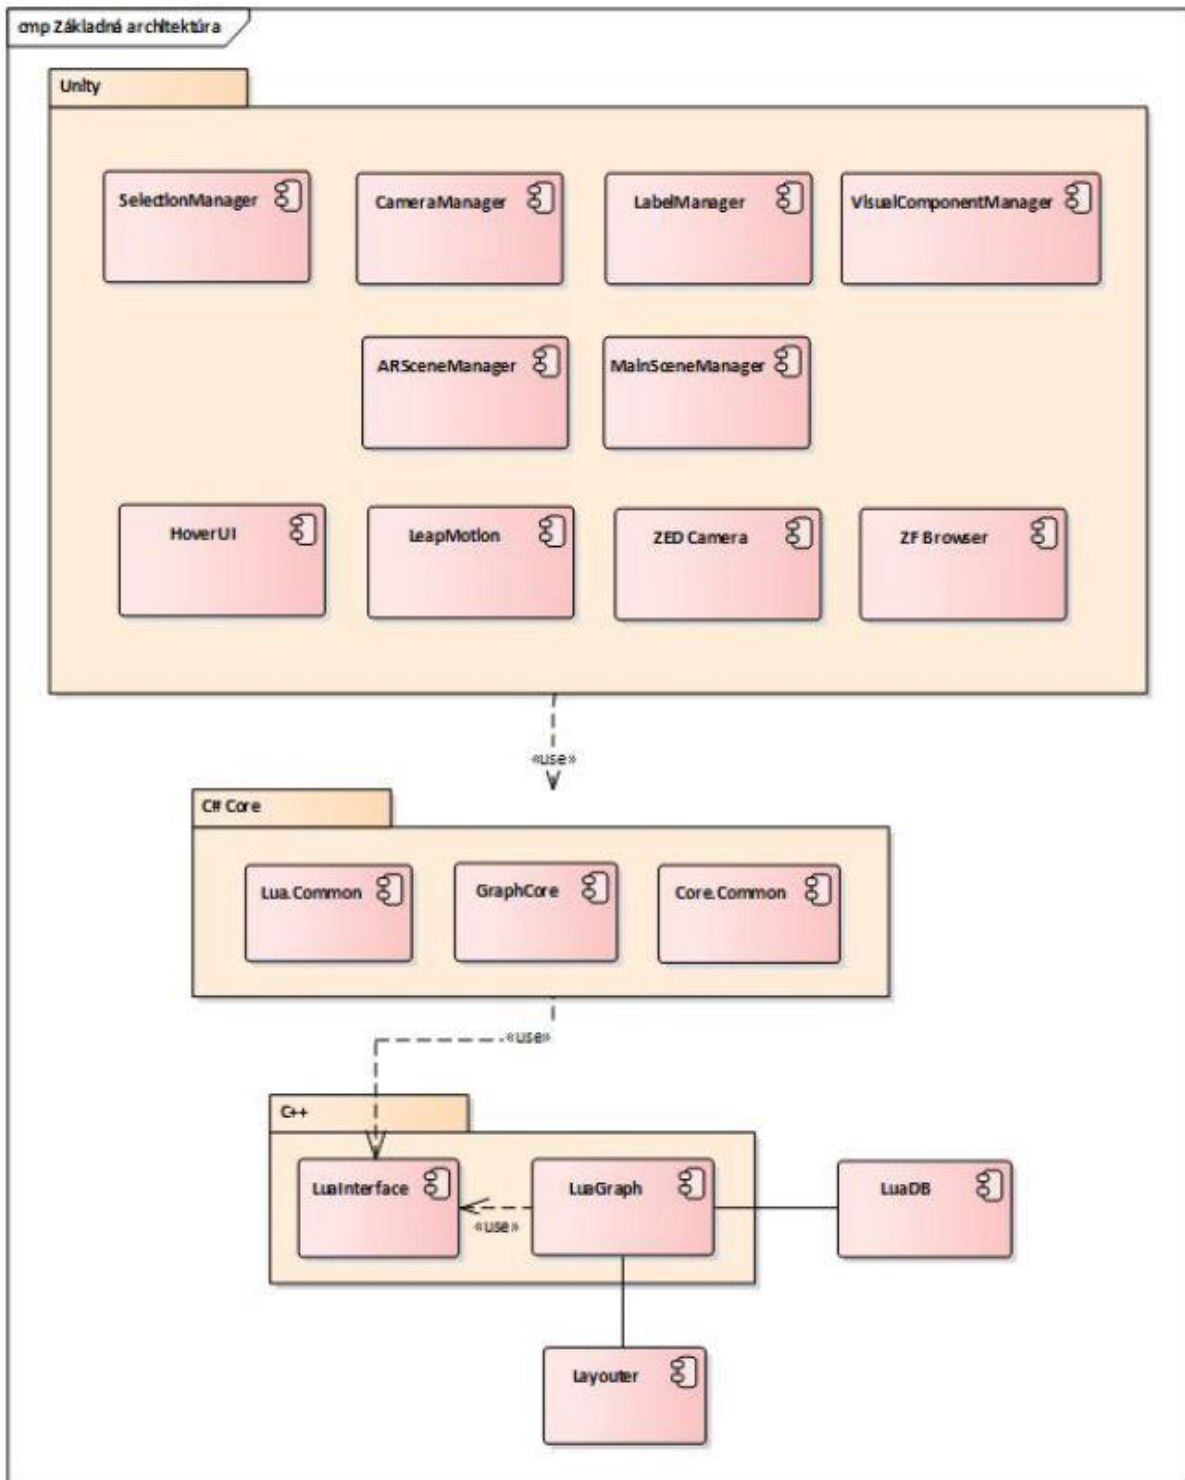 cmp Základná architektúra
Unity
SelectionManager
CameraManager
LabelManager
VisualComponentManager
ARSceneManager
MainSceneManager
HoverUI
LeapMotion
ZED Camera
ZF Browser
«use»
C# Core
Lua.Common
GraphCore
Core.Common
«use»
C++
LuaInterface
LuaGraph
LuaDB
«use»
Layouter